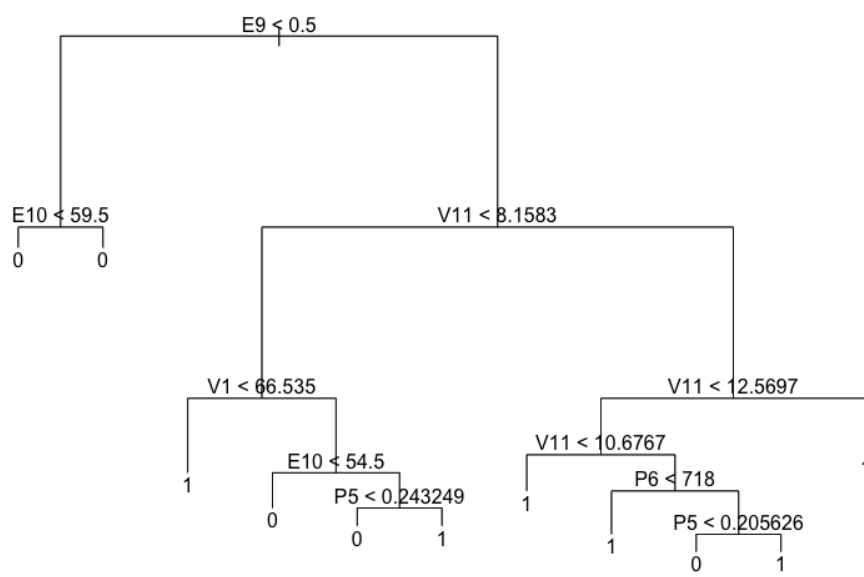 E9 < 0.5
E10 < 59.5
V11 < 8.1583
0 0
V1 < 66.535
V11 < 12.5697
V11 < 10.6767
E10 < 54.5
P6 < 718
1
P5 < 0.243249
1
0
P5 < 0.205626
0 1
1
0 1